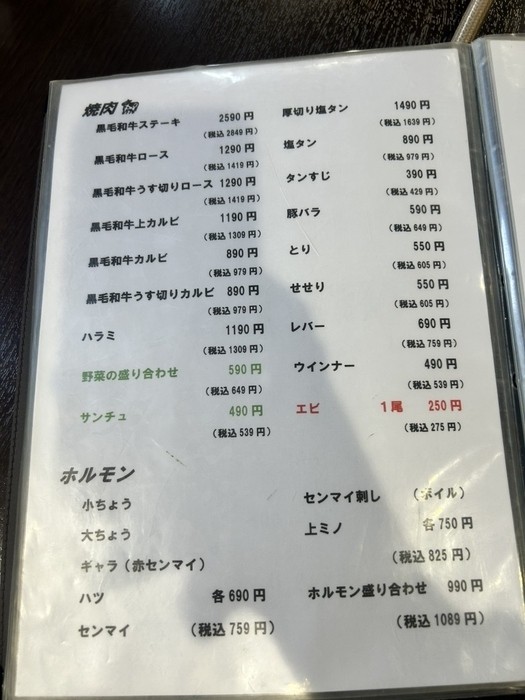 焼肉
黒毛和牛ステーキ 2590円
(税込2849円)
黒毛和牛ロース 1290円
(税込1419円)
黒毛和牛うす切りロース 1290円
(税込1419円)
黒毛和牛上カルビ 1190円
(税込1309円)
黒毛和牛カルビ 890円
(税込979円)
黒毛和牛うす切りカルビ 890円
(税込979円)
ハラミ 1190円
(税込1309円)
野菜の盛り合わせ 590円
(税込649円)
サンチュ 490円
(税込539円)
厚切り塩タン 1490円
(税込1639円)
塩タン 890円
(税込979円)
タンすじ 390円
(税込429円)
豚バラ 590円
(税込649円)
とり 550円
(税込605円)
せせり 550円
(税込605円)
レバー 690円
(税込759円)
ウインナー 490円
(税込539円)
エビ 1尾 250円
(税込275円)
ホルモン
小ちょう
大ちょう
ギャラ(赤センマイ)
ハツ 各690円
センマイ (税込759円)
センマイ刺し (ボイル)
上ミノ 各750円
(税込825円)
ホルモン盛り合わせ 990円
(税込1089円)